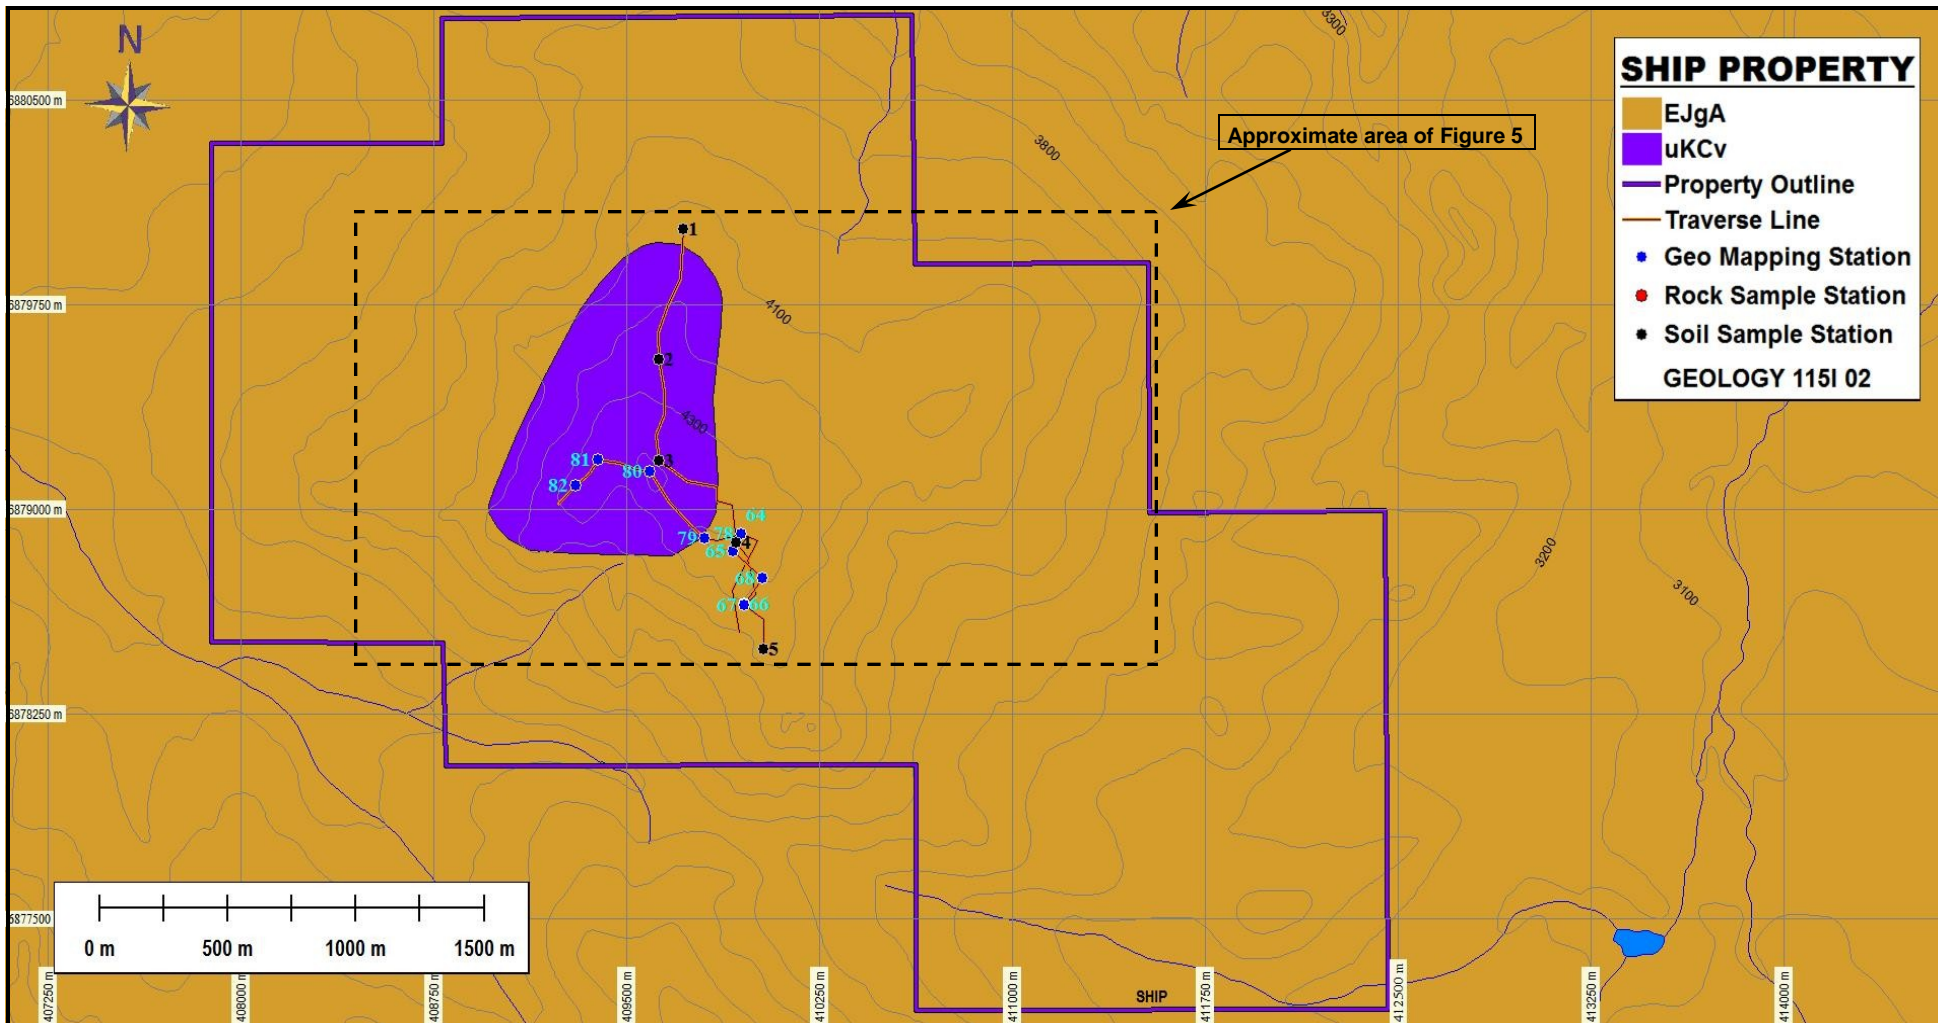 N
3300
SHIP PROPERTY
EJgA
uKCv
Property Outline
Traverse Line
Geo Mapping Station
Rock Sample Station
Soil Sample Station
GEOLOGY 115I 02
6880500 m
Approximate area of Figure 5
3800
1
6879750 m
4100
2
4300
81
80
3
82
6879000 m
64
79
78
4
65
3200
68
67
66
3100
5
6878250 m
6877500 m
0 m
500 m
1000 m
1500 m
SHIP
407250 m
408000 m
408750 m
409500 m
410250 m
411000 m
411750 m
412500 m
413250 m
414000 m